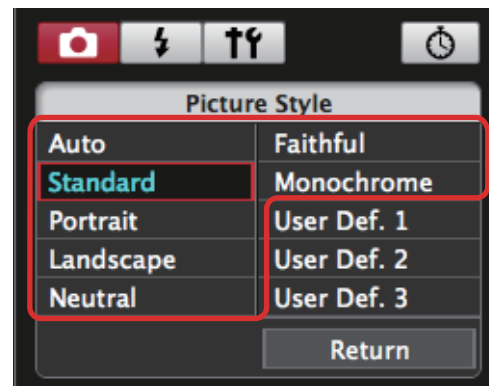 Picture Style
Auto
Faithful
Standard
Monochrome
Portrait
User Def. 1
Landscape
User Def. 2
Neutral
User Def. 3
Return